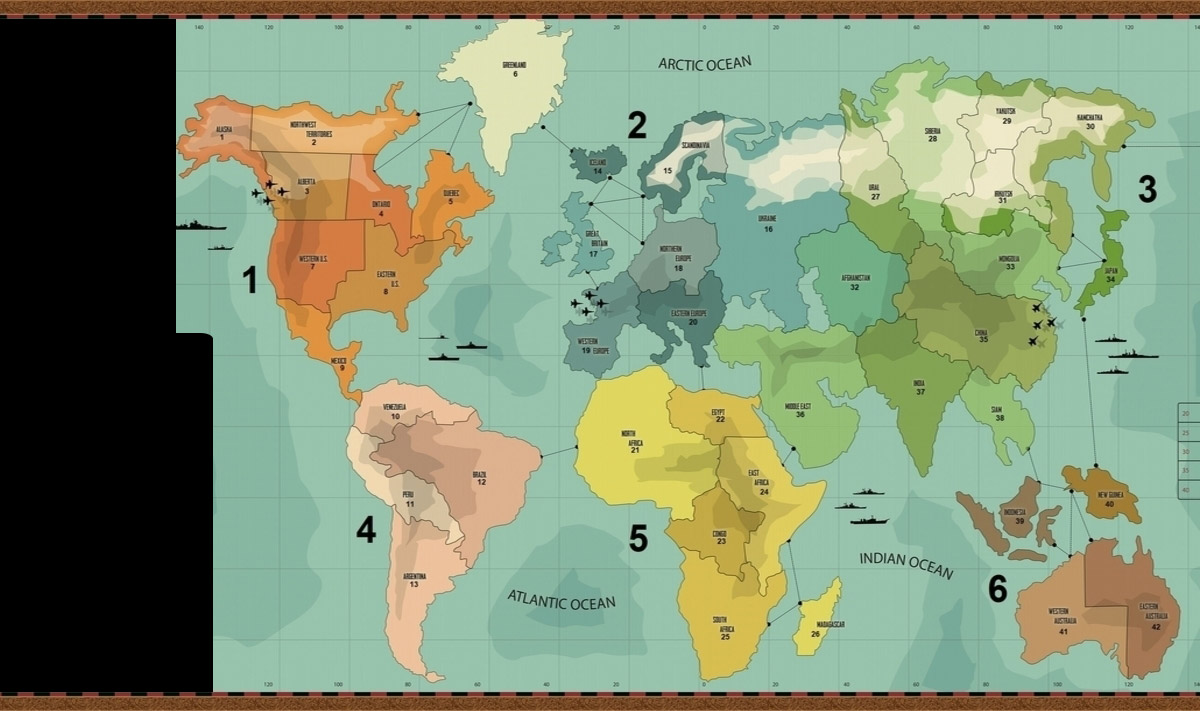 140
120
100
80
60
20
0
20
40
60
80
100
120
ARCTIC OCEAN
GREENLAND
6
2
ALASKA
1
NORTHWEST
TERRITORIES
2
ALBERTA
3
ONTARIO
4
QUEBEC
5
ICELAND
14
SCANDINAVIA
15
SIBERIA
28
YAKUTSK
29
KAMCHATKA
30
URAL
27
IRKUTSK
31
3
1
WESTERN U.S.
7
EASTERN
U.S.
8
GREAT
BRITAIN
17
NORTHERN
EUROPE
18
UKRAINE
16
AFGHANISTAN
32
MONGOLIA
33
JAPAN
34
MEXICO
9
WESTERN
19 EUROPE
EASTERN EUROPE
20
CHINA
35
VENEZUELA
10
NORTH
AFRICA
21
EGYPT
22
MIDDLE EAST
36
INDIA
37
SIAM
38
20
25
30
35
40
PERU
11
BRAZIL
12
EAST
AFRICA
24
INDONESIA
39
NEW GUINEA
40
4
5
CONGO
23
INDIAN OCEAN
6
ARGENTINA
13
ATLANTIC OCEAN
SOUTH
AFRICA
25
MADAGASCAR
26
WESTERN
AUSTRALIA
41
EASTERN
AUSTRALIA
42
120
100
80
60
20
0
20
40
60
80
100
120